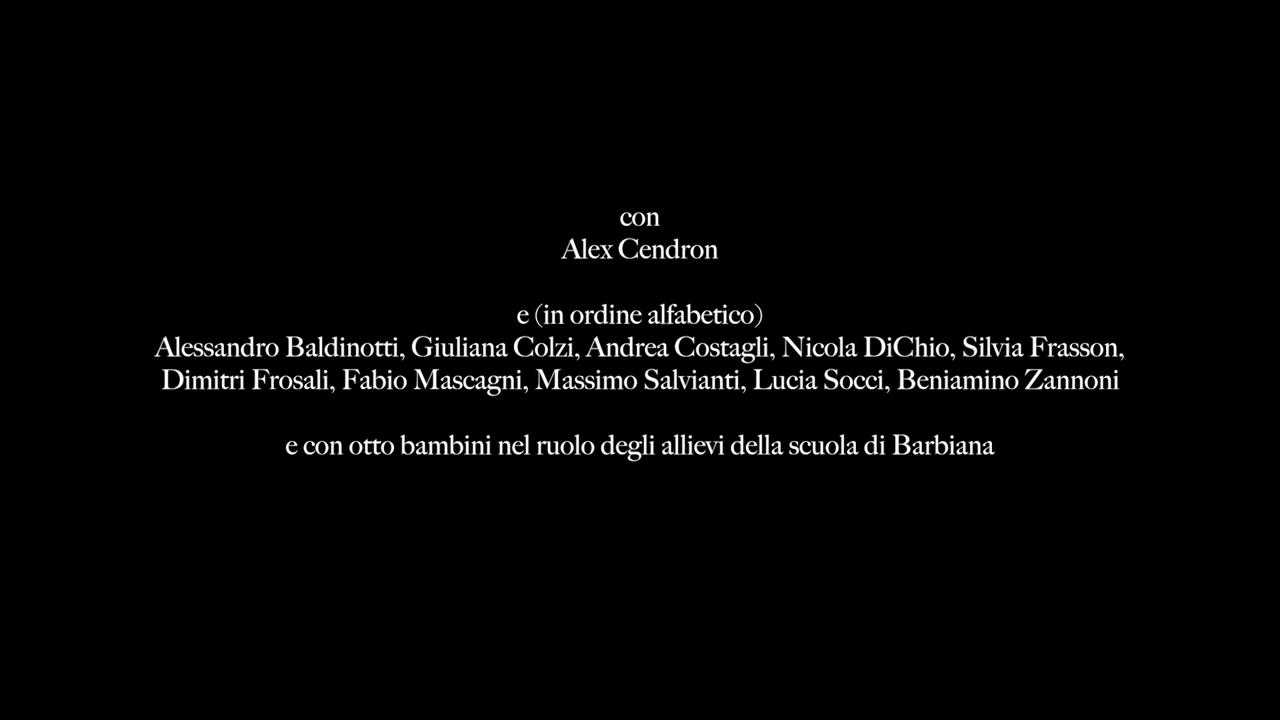 con
Alex Cendron
e (in ordine alfabetico)
Alessandro Baldinotti, Giuliana Colzi, Andrea Costagli, Nicola DiChio, Silvia Frasson,
Dimitri Frosali, Fabio Mascagni, Massimo Salvianti, Lucia Socci, Beniamino Zannoni
e con otto bambini nel ruolo degli allievi della scuola di Barbiana